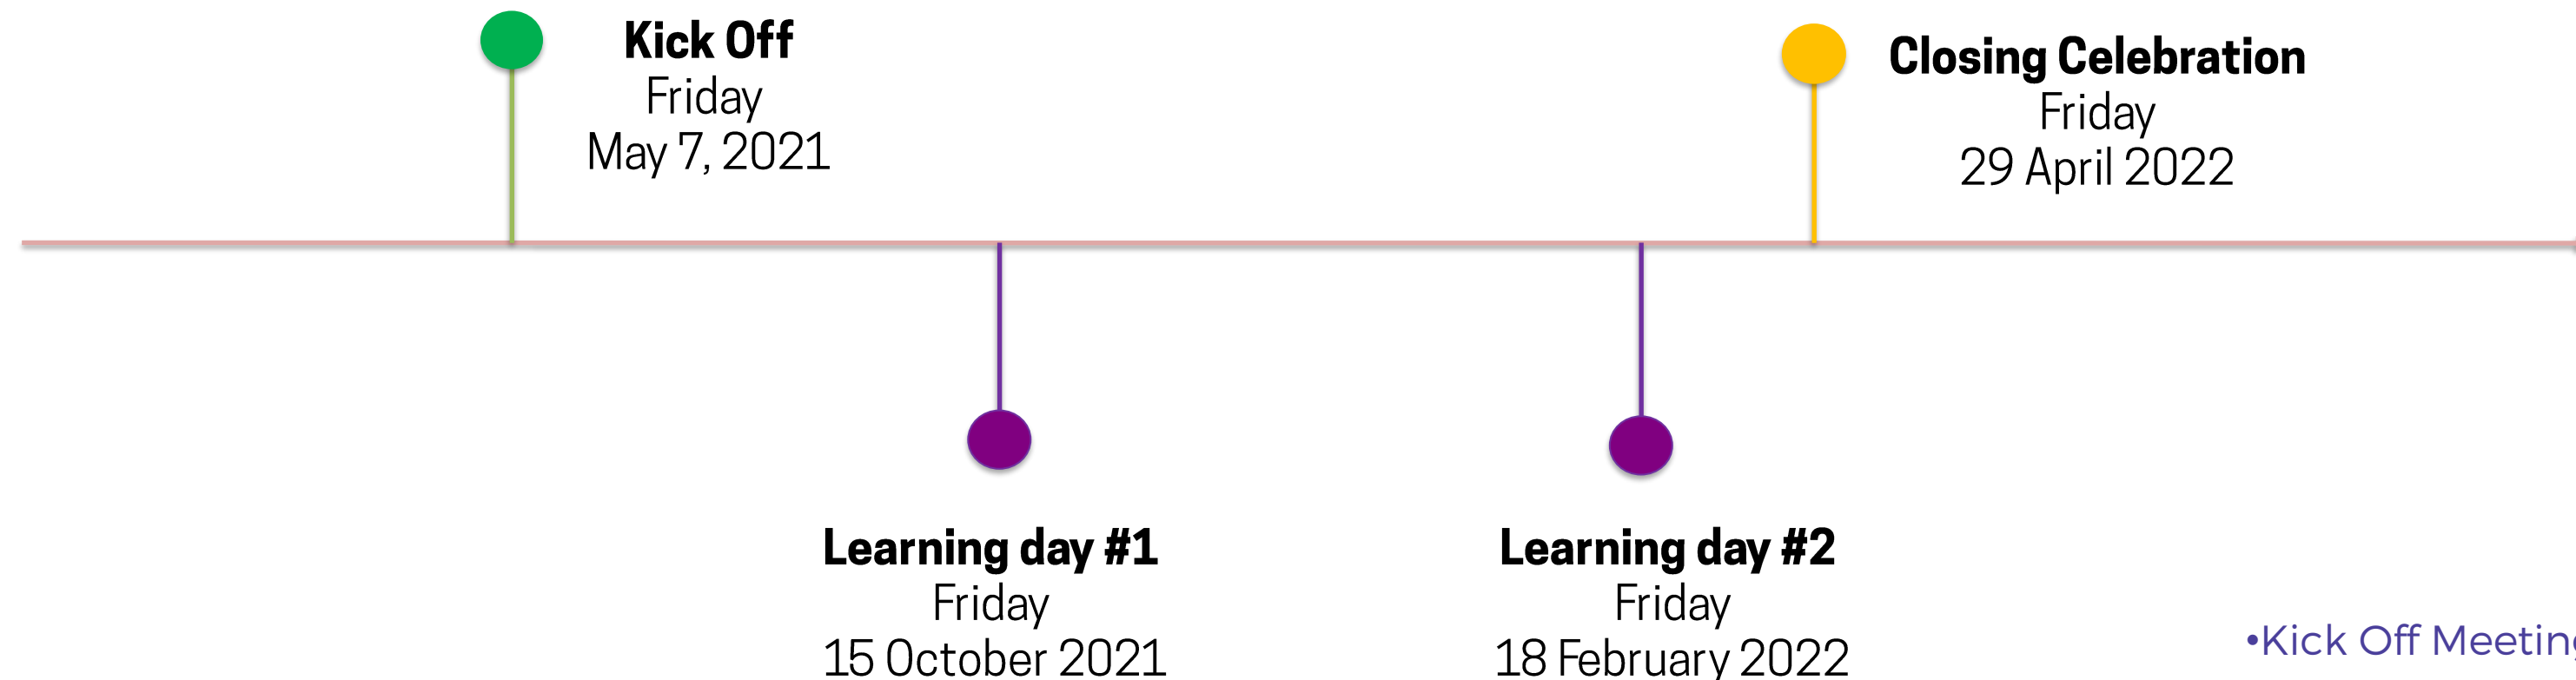 Kick Off
Friday
May 7, 2021
Closing Celebration
Friday
29 April 2022
Learning day #1
Friday
15 October 2021
Learning day #2
Friday
18 February 2022
•Kick Off Meeting